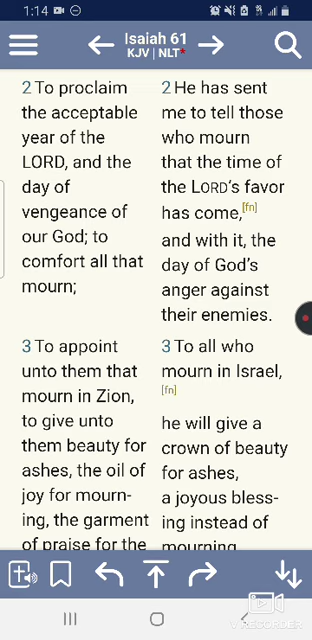 1:14
Isaiah 61
KJV | NLT*
2 To proclaim
the acceptable
year of the
LORD, and the
day of
vengeance of
our God; to
comfort all that
mourn;
2 He has sent
me to tell those
who mourn
that the time of
the LORD's favor
has come,[fn]
and with it, the
day of God's
anger against
their enemies.
3 To appoint
unto them that
mourn in Zion,
to give unto
them beauty for
ashes, the oil of
joy for mourn-
ing, the garment
of praise for the
3 To all who
mourn in Israel,
[fn]
he will give a
crown of beauty
for ashes,
a joyous bless-
ing instead of
mourning
V RECORDER